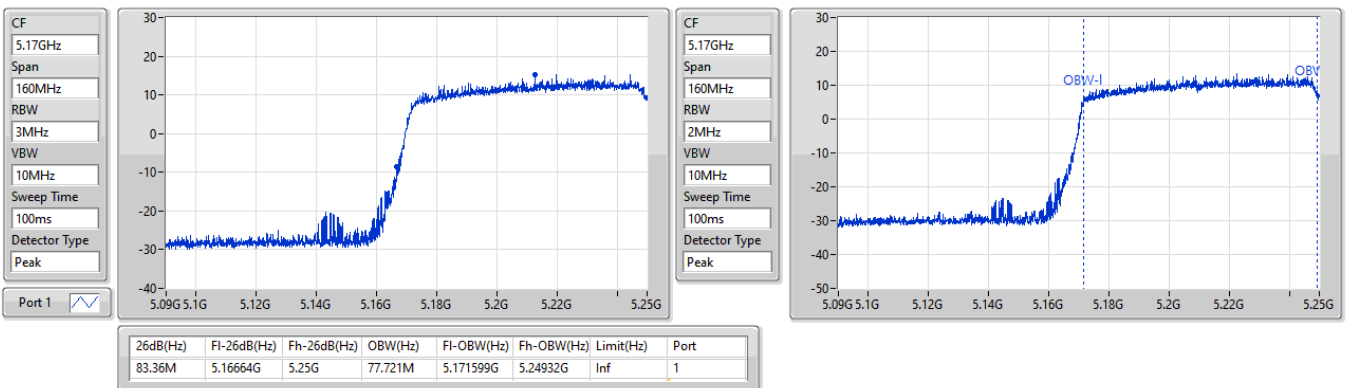 CF
5.17GHz
Span
160MHz
RBW
3MHz
VBW
10MHz
Sweep Time
100ms
Detector Type
Peak
Port 1
30
20
10
0
-10
-20
-30
-40
5.09G 5.1G 5.12G 5.14G 5.16G 5.18G 5.2G 5.22G 5.25G
CF
5.17GHz
Span
160MHz
RBW
2MHz
VBW
10MHz
Sweep Time
100ms
Detector Type
Peak
30
20
10
0
-10
-20
-30
-40
-50
OBW-l
OBW
5.09G 5.1G 5.12G 5.14G 5.16G 5.18G 5.2G 5.22G 5.25G
26dB(Hz) Fl-26dB(Hz) Fh-26dB(Hz) OBW(Hz) Fl-OBW(Hz) Fh-OBW(Hz) Limit(Hz) Port
83.36M 5.16664G 5.25G 77.721M 5.171599G 5.24932G Inf 1